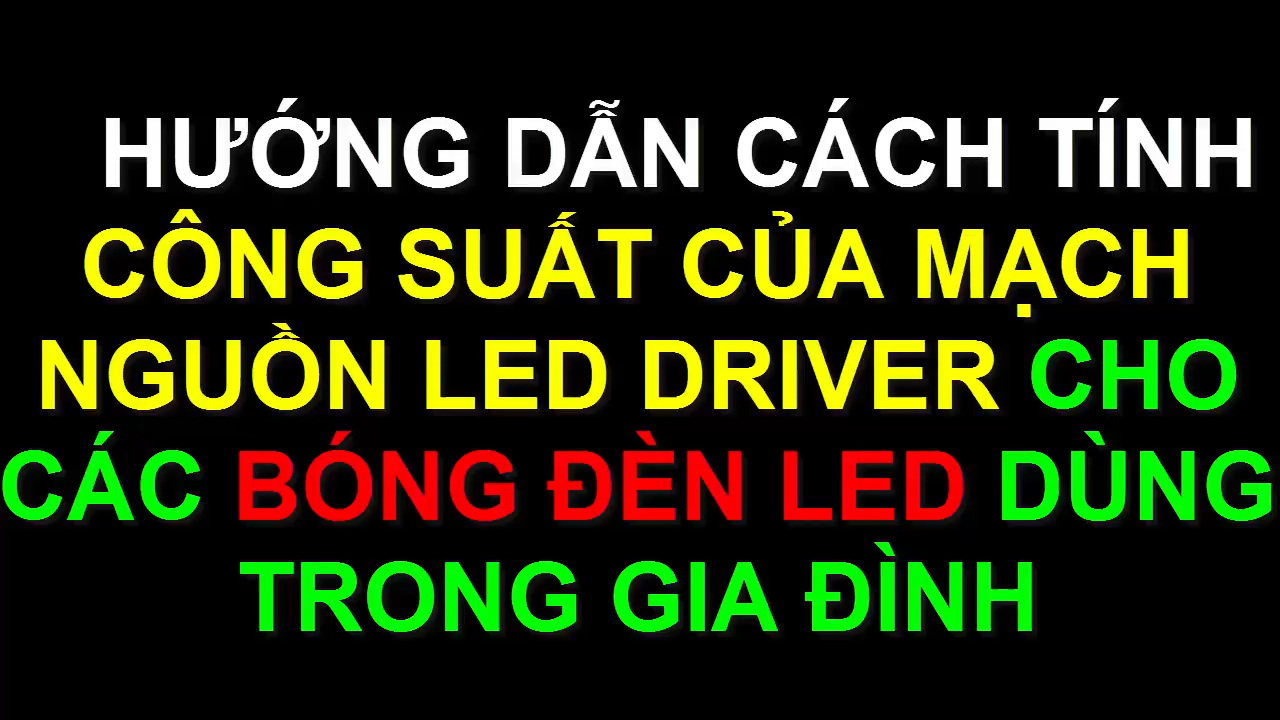 HƯỚNG DẪN CÁCH TÍNH
CÔNG SUẤT CỦA MẠCH
NGUỒN LED DRIVER CHO
CÁC BÓNG ĐÈN LED DÙNG
TRONG GIA ĐÌNH